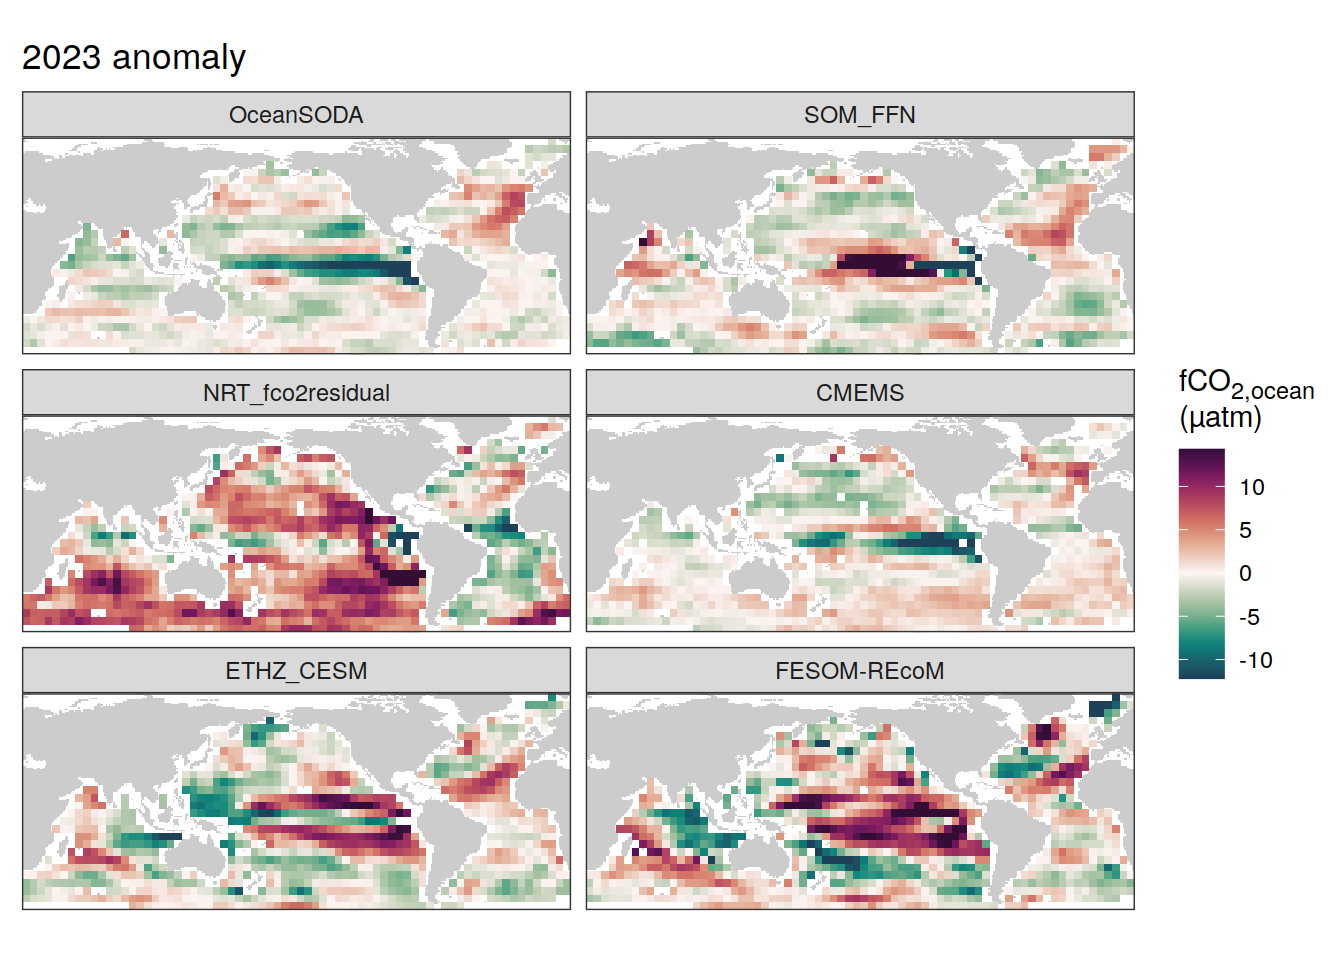 2023 anomaly
OceanSODA
SOM_FFN
NRT_fco2residual
CMEMS
ETHZ_CESM
FESOM-REcoM
fCO2,ocean
(µatm)
10
5
0
-5
-10